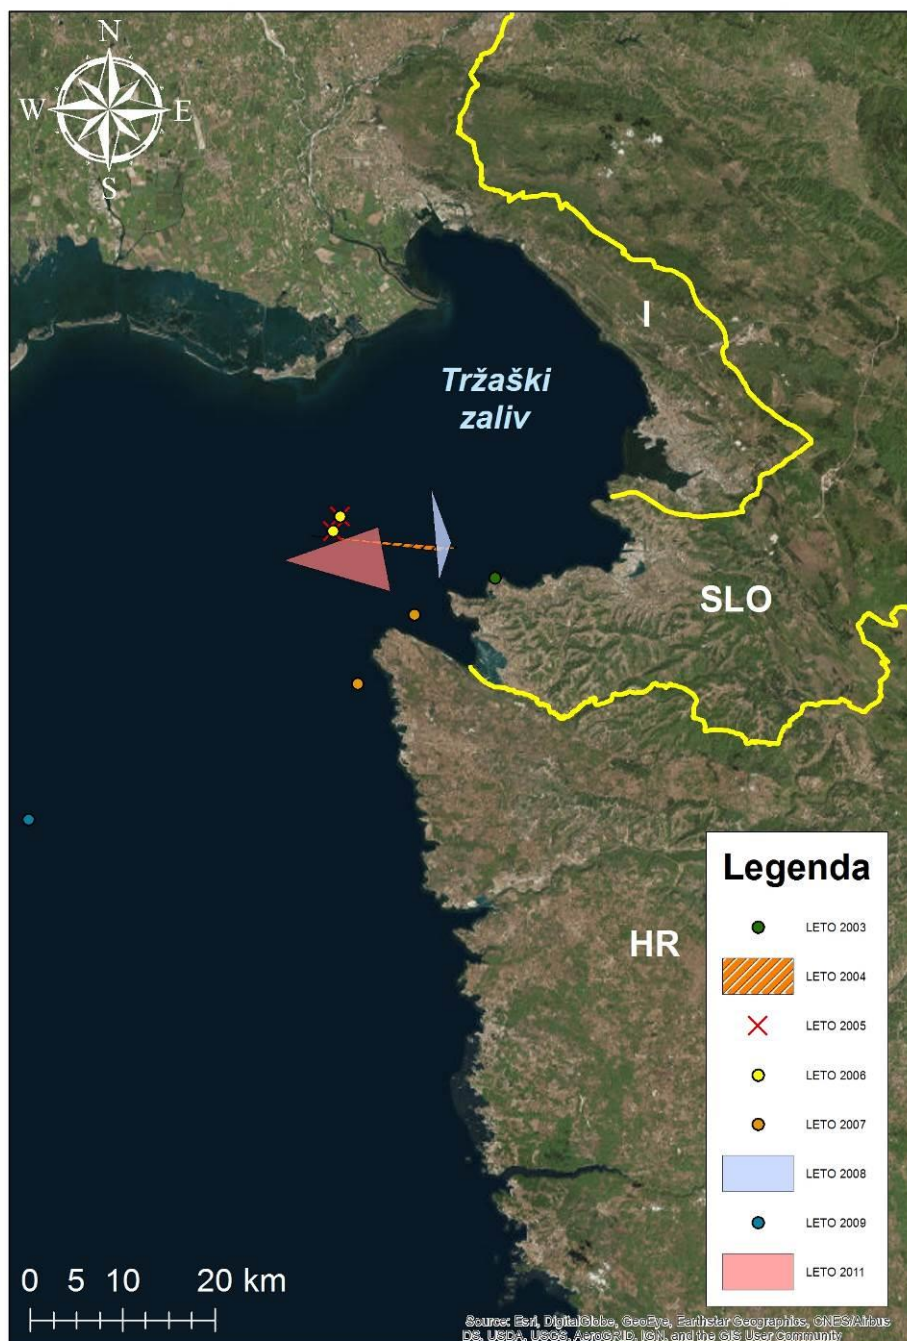 N
W
E
S
I
Tržaški
zaliv
SLO
HR
Legenda
LETO 2003
LETO 2004
LETO 2005
LETO 2006
LETO 2007
LETO 2008
LETO 2009
LETO 2011
0 5 10 20 km
Source: Esri, DigitalGlobe, GeoEye, Earthstar Geographics, CNES/Airbus
DS, USDA, USGS, AeroGRID, IGN, and the GIS User Community